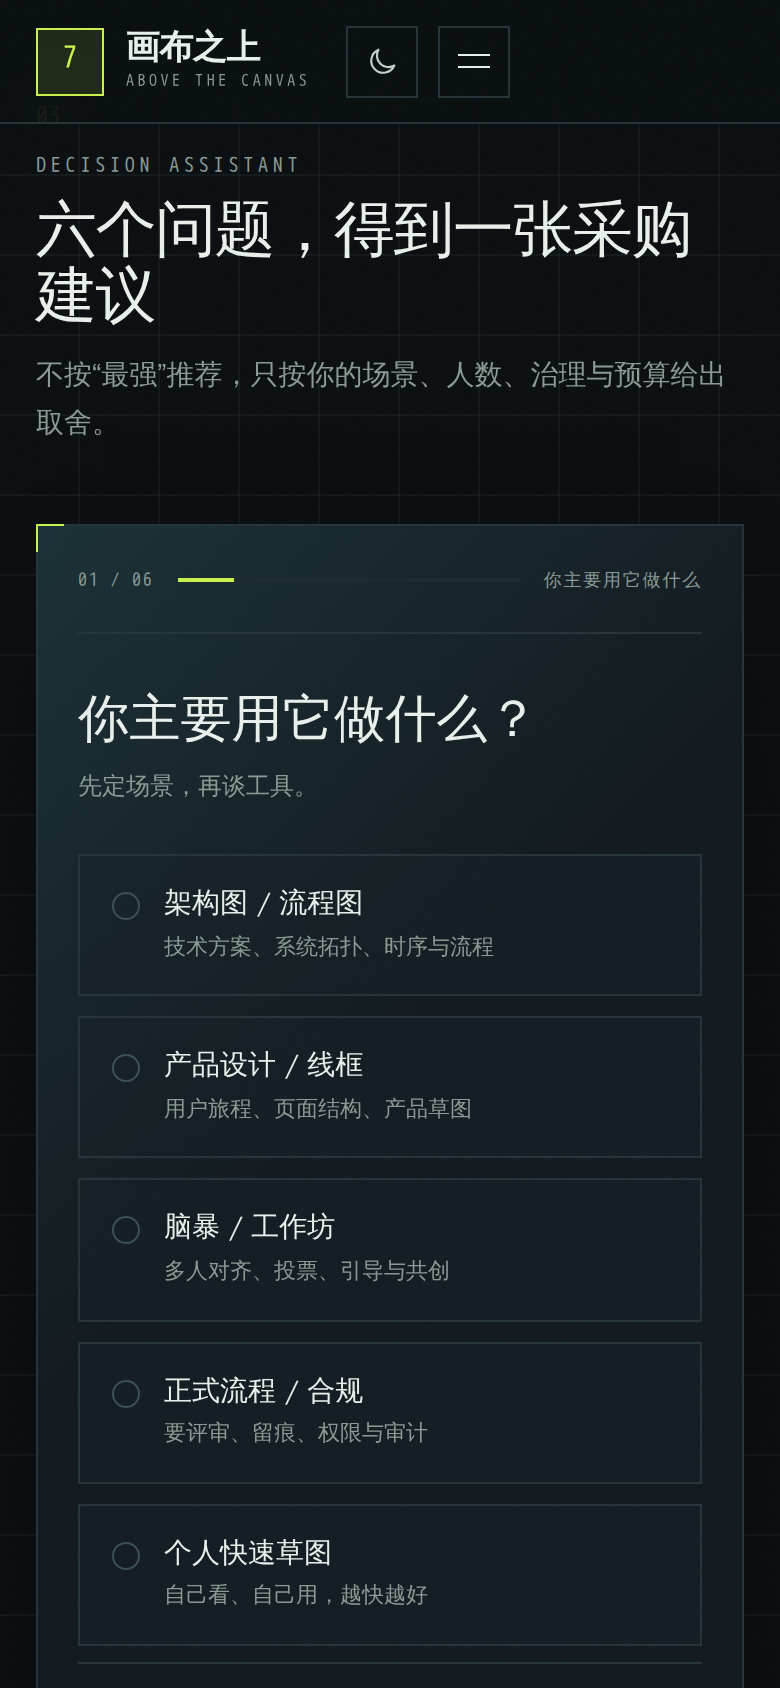 7
画布之上
ABOVE THE CANVAS
03
DECISION ASSISTANT
六个问题，得到一张采购
建议
不按“最强”推荐，只按你的场景、人数、治理与预算给出
取舍。
01 / 06
你主要用它做什么
你主要用它做什么？
先定场景，再谈工具。
架构图 / 流程图
技术方案、系统拓扑、时序与流程
产品设计 / 线框
用户旅程、页面结构、产品草图
脑暴 / 工作坊
多人对齐、投票、引导与共创
正式流程 / 合规
要评审、留痕、权限与审计
个人快速草图
自己看、自己用，越快越好